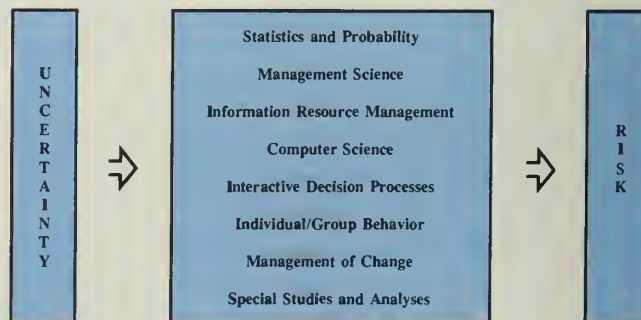 UNCERTAINTY
Statistics and Probability
Management Science
Information Resource Management
Computer Science
Interactive Decision Processes
Individual/Group Behavior
Management of Change
Special Studies and Analyses
RISK